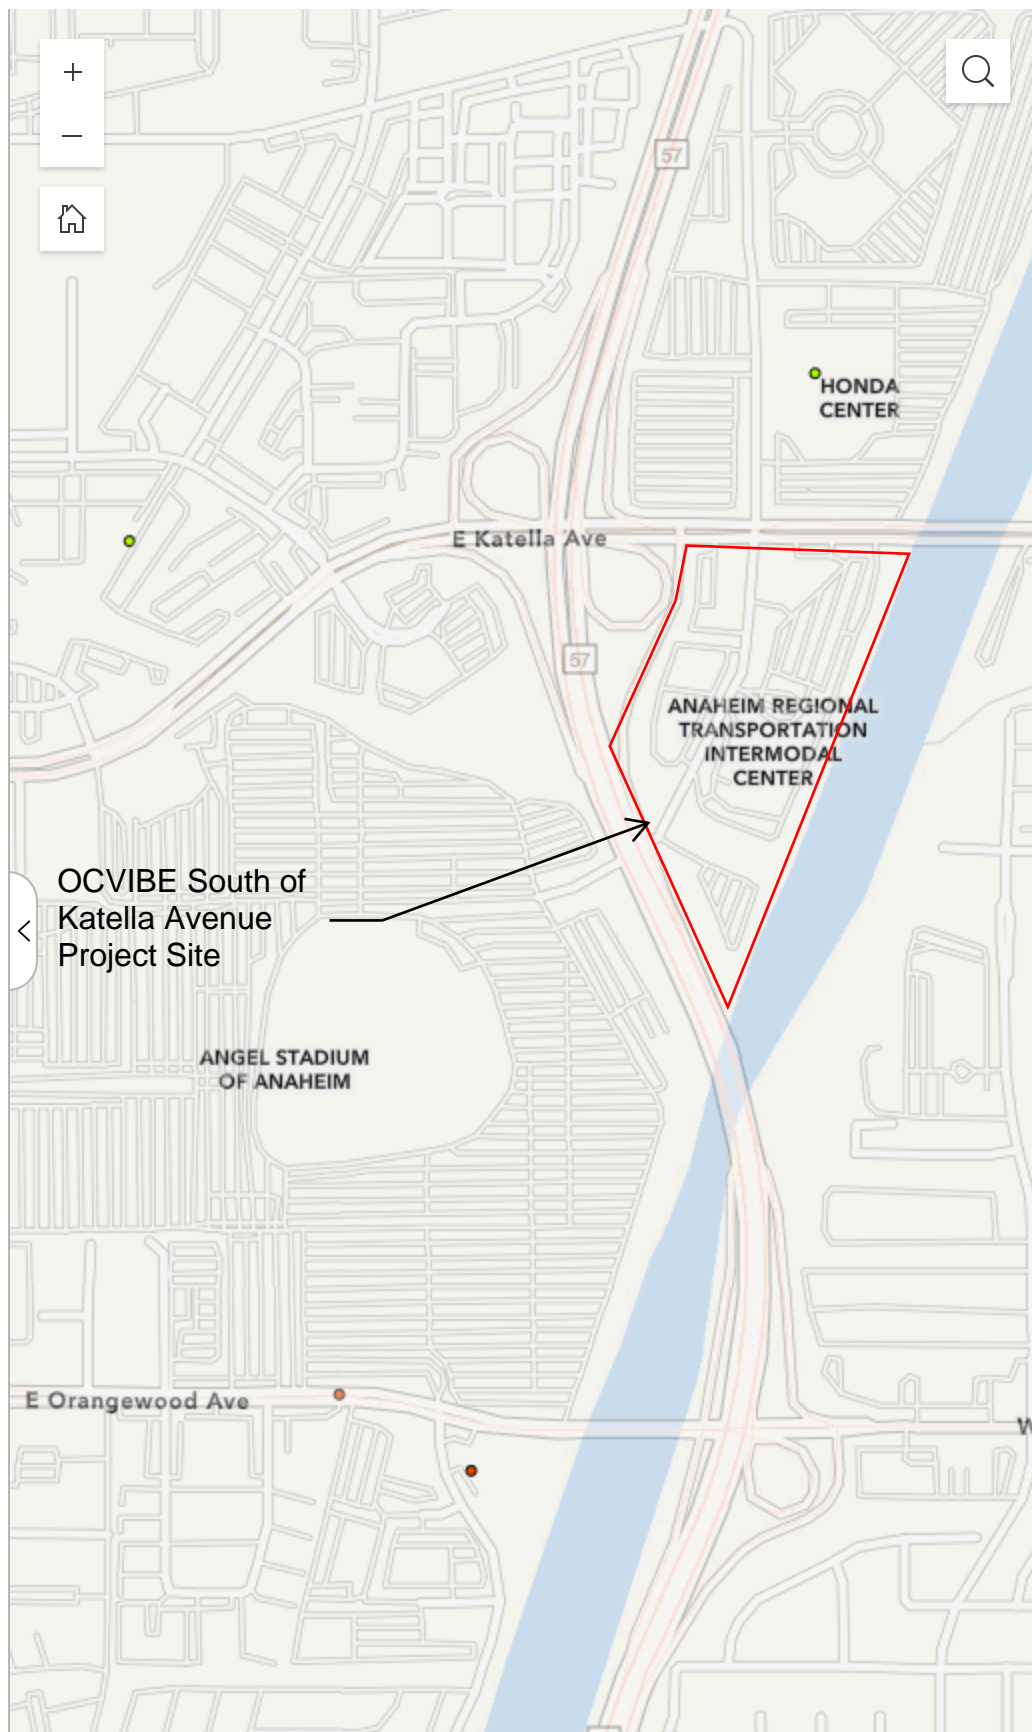 57
HONDA
CENTER
E Katella Ave
57
ANAHEIM REGIONAL
TRANSPORTATION
INTERMODAL
CENTER
OCVIBE South of
Katella Avenue
Project Site
ANGEL STADIUM
OF ANAHEIM
E Orangewood Ave
W